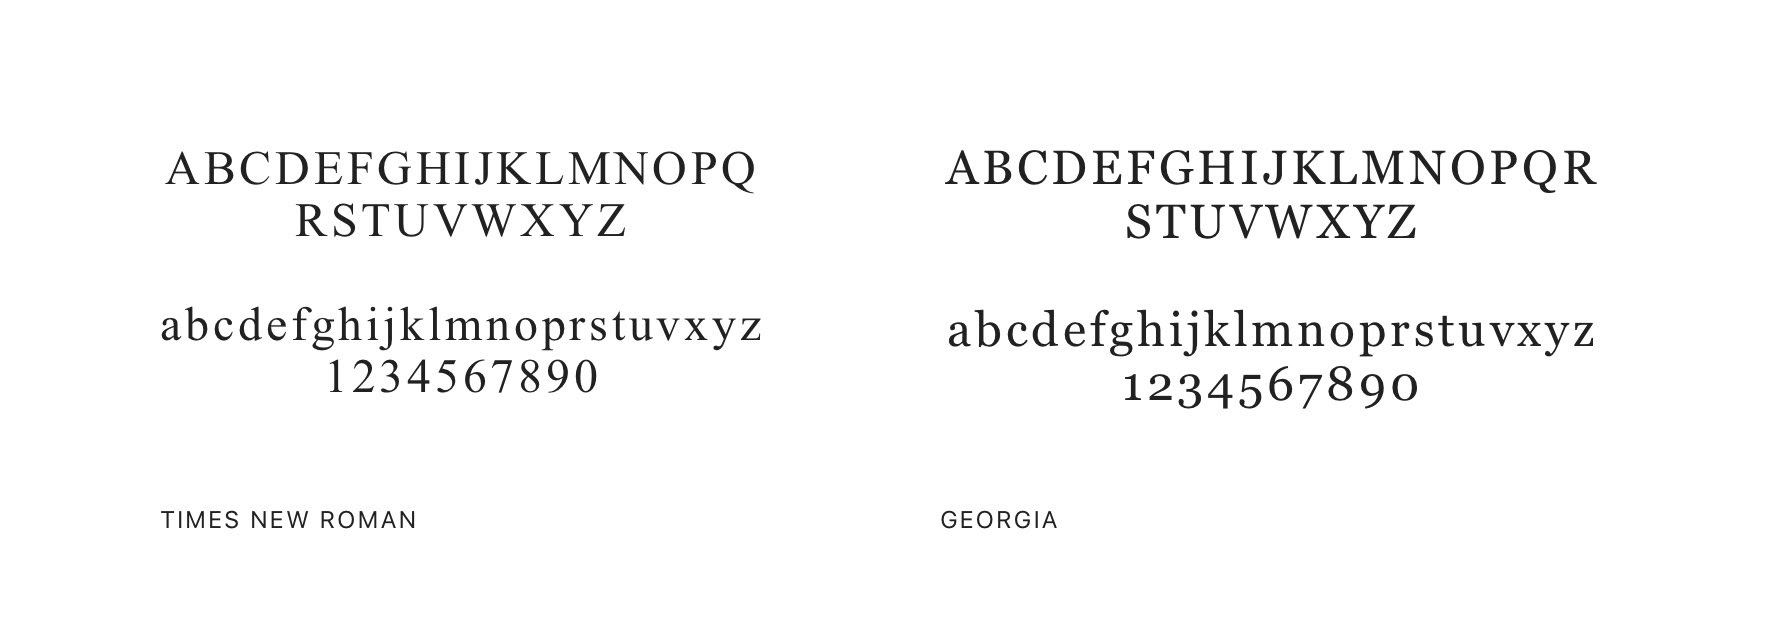 ABCDEFGHIJKLMNOPQ
RSTUVWXYZ
abcdefghijklmnoprstuvxyz
1234567890
TIMES NEW ROMAN
ABCDEFGHIJKLMNOPQR
STUVWXYZ
abcdefghijklmnoprstuvxyz
1234567890
GEORGIA